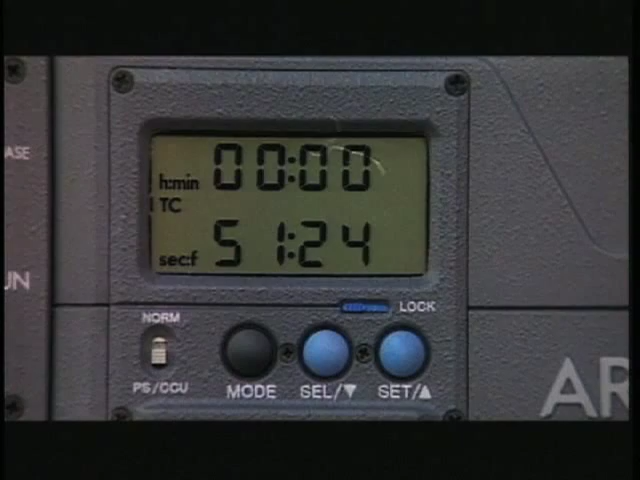 ASE
00:00
h:min
TC
51:24
sec:f
UN
LOCK
NORM
PS/CCU
MODE
SEL/▼
SET/▲
AR